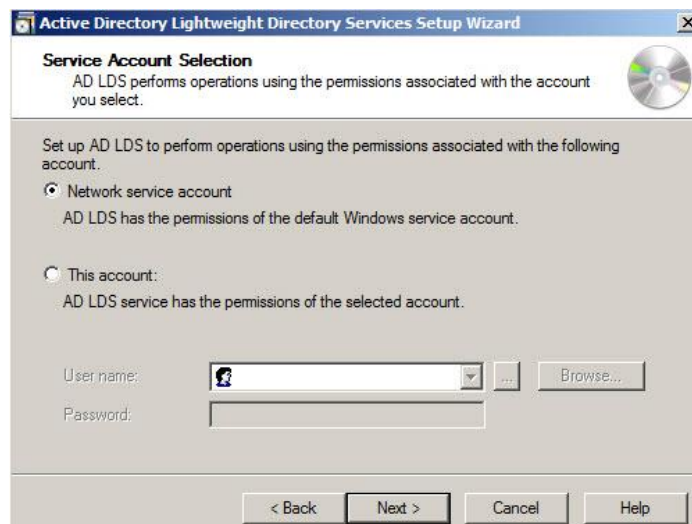 Active Directory Lightweight Directory Services Setup Wizard
Service Account Selection
AD LDS performs operations using the permissions associated with the account
you select.
Set up AD LDS to perform operations using the permissions associated with the following
account.
Network service account
AD LDS has the permissions of the default Windows service account.
This account:
AD LDS service has the permissions of the selected account.
User name:
... Browse...
Password:
< Back Next > Cancel Help